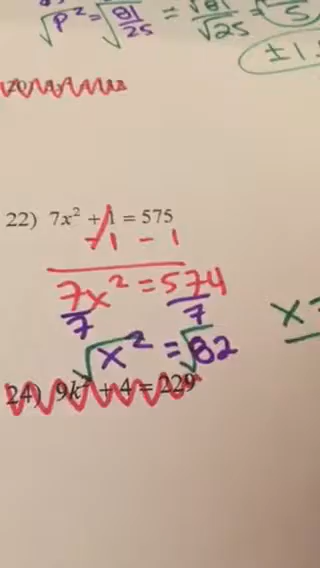 √p² = √81/25 = √81/√25 = 5
±1
22) 7x² + 1 = 575
-1 - 1
7x² = 574
7 7
√x² = √82
x
24) 9k² + 4 = 229